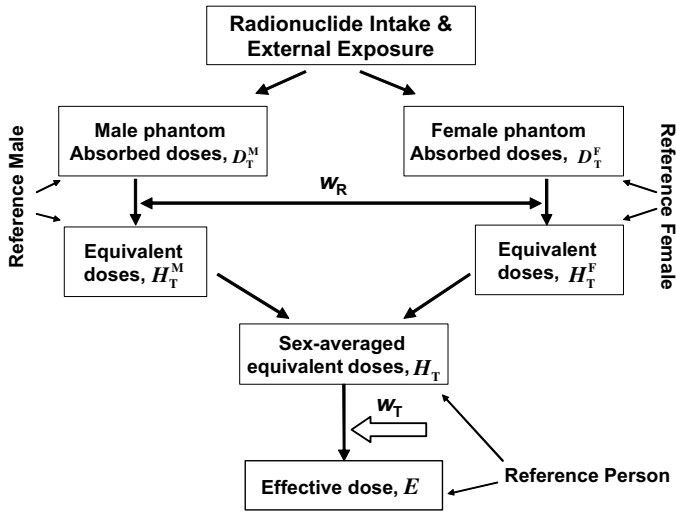 Radionuclide Intake &
External Exposure
Male phantom
Absorbed doses, D_T^M
Female phantom
Absorbed doses, D_T^F
Reference Male
Reference Female
w_R
Equivalent
doses, H_T^M
Equivalent
doses, H_T^F
Sex-averaged
equivalent doses, H_T
w_T
Effective dose, E
Reference Person